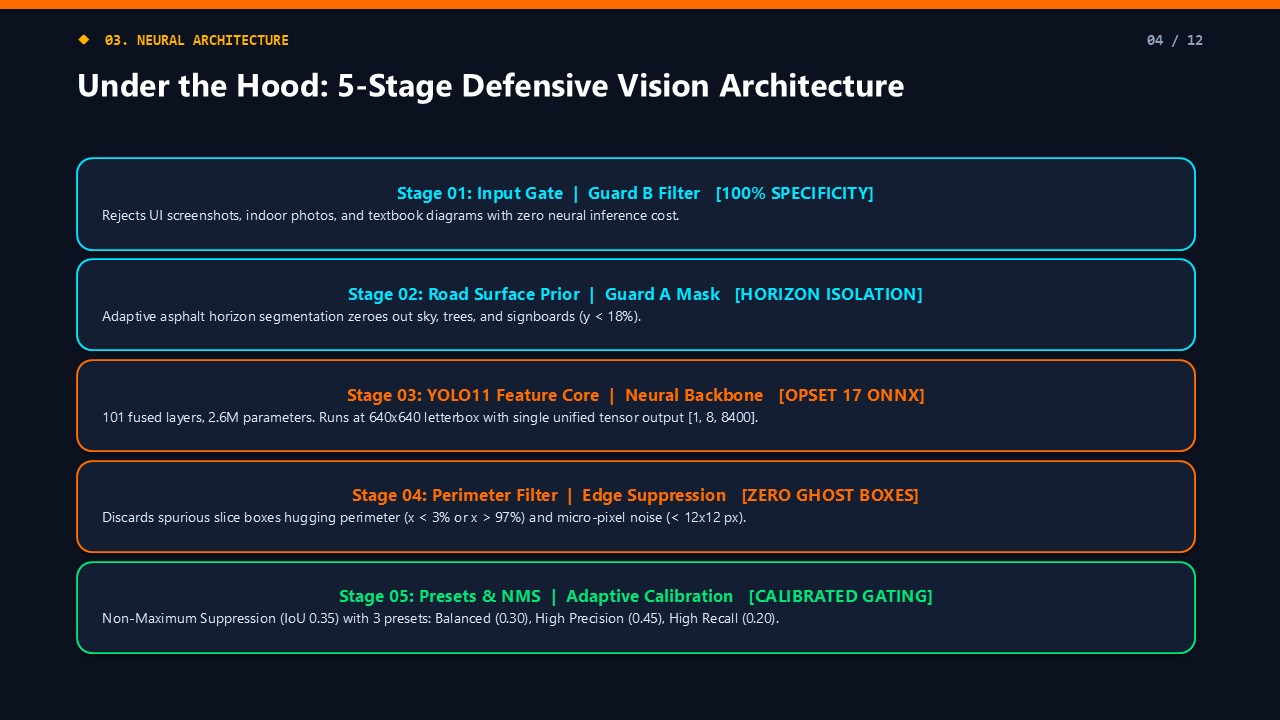 ◆ 03. NEURAL ARCHITECTURE
04 / 12
Under the Hood: 5-Stage Defensive Vision Architecture
Stage 01: Input Gate | Guard B Filter [100% SPECIFICITY]
Rejects UI screenshots, indoor photos, and textbook diagrams with zero neural inference cost.
Stage 02: Road Surface Prior | Guard A Mask [HORIZON ISOLATION]
Adaptive asphalt horizon segmentation zeroes out sky, trees, and signboards (y < 18%).
Stage 03: YOLO11 Feature Core | Neural Backbone [OPSET 17 ONNX]
101 fused layers, 2.6M parameters. Runs at 640x640 letterbox with single unified tensor output [1, 8, 8400].
Stage 04: Perimeter Filter | Edge Suppression [ZERO GHOST BOXES]
Discards spurious slice boxes hugging perimeter (x < 3% or x > 97%) and micro-pixel noise (< 12x12 px).
Stage 05: Presets & NMS | Adaptive Calibration [CALIBRATED GATING]
Non-Maximum Suppression (IoU 0.35) with 3 presets: Balanced (0.30), High Precision (0.45), High Recall (0.20).